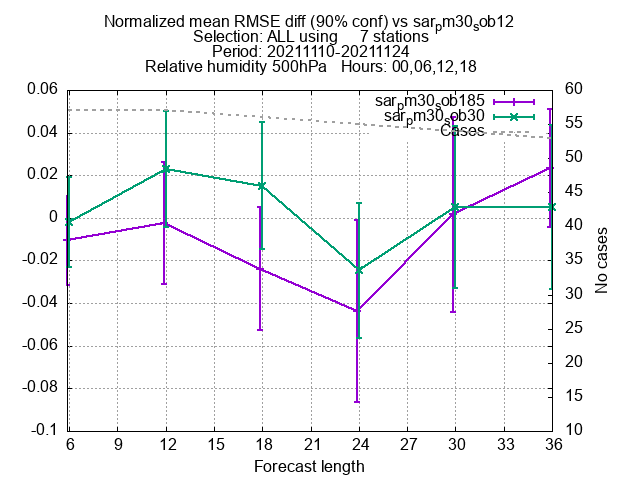 Normalized mean RMSE diff (90% conf) vs sarpm30sob12
Selection: ALL using 7 stations
Period: 20211110-20211124
Relative humidity 500hPa Hours: 00,06,12,18
sarpm30sob185
sarpm30sob30
Cases
0.06
0.04
0.02
0
-0.02
-0.04
-0.06
-0.08
-0.1
60
55
50
45
40
35
30
25
20
15
10
No cases
6 9 12 15 18 21 24 27 30 33 36
Forecast length